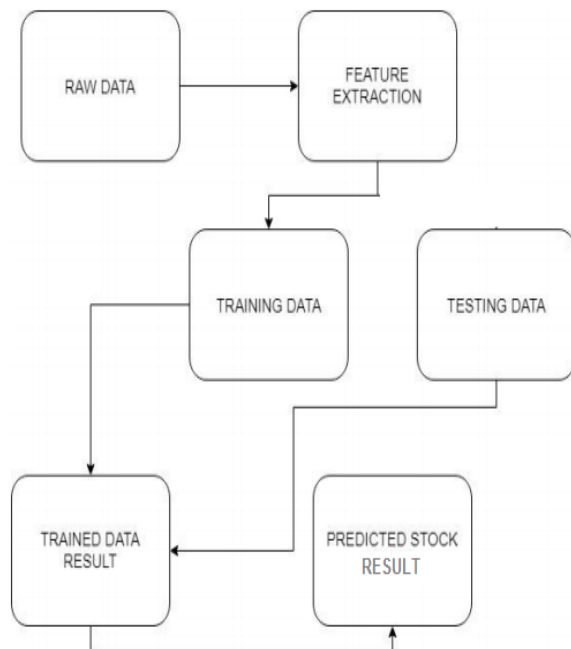 RAW DATA
FEATURE
EXTRACTION
TRAINING DATA
TESTING DATA
TRAINED DATA
RESULT
PREDICTED STOCK
RESULT